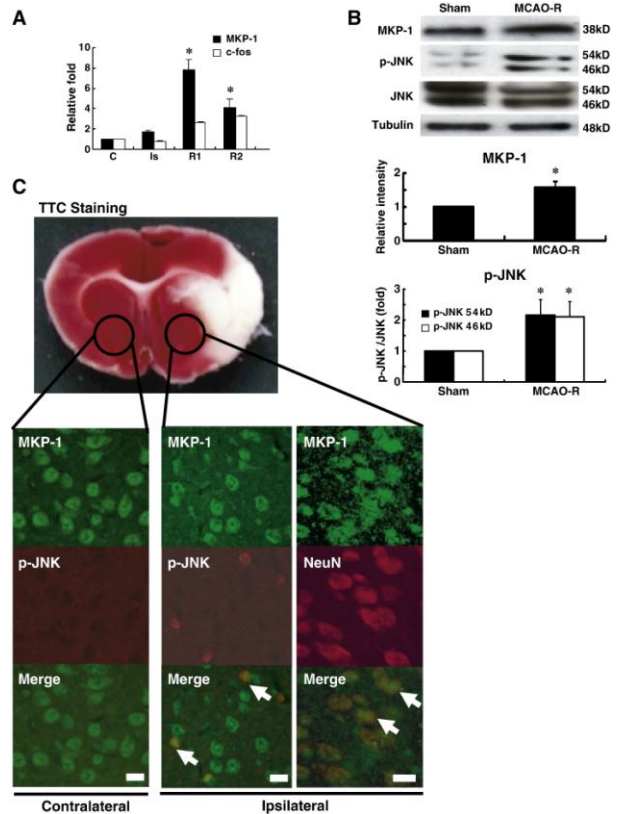 A
MKP-1
c-fos
Relative fold
10
8
6
4
2
0
*
*
C Is R1 R2
B
Sham MCAO-R
MKP-1 38kD
p-JNK 54kD
46kD
JNK 54kD
46kD
Tubulin 48kD
MKP-1
Relative intensity
2
1
0
*
Sham MCAO-R
p-JNK
p-JNK /JNK (fold)
3
2
1
0
p-JNK 54kD
p-JNK 46kD
* *
Sham MCAO-R
C
TTC Staining
MKP-1 MKP-1 MKP-1
p-JNK p-JNK NeuN
Merge Merge Merge
Contralateral Ipsilateral